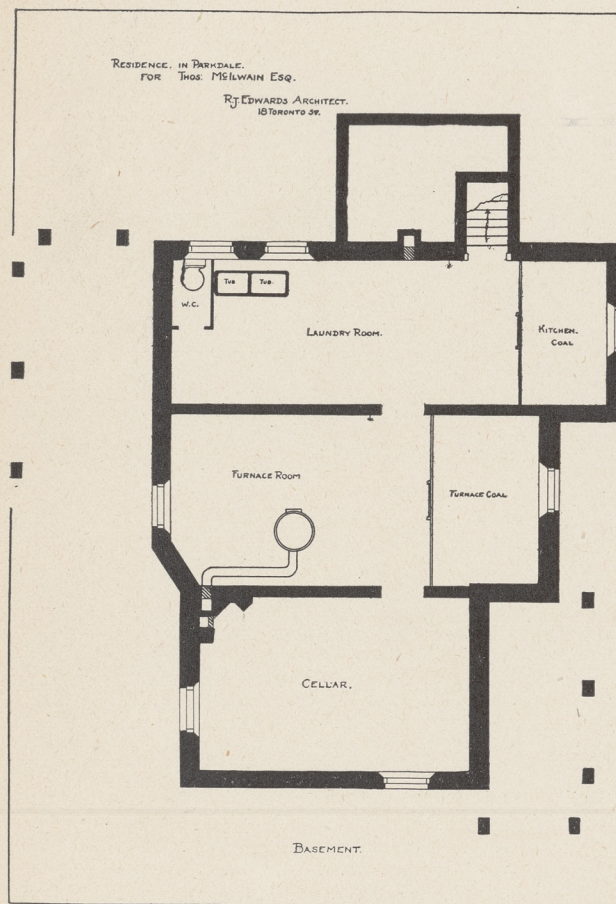 RESIDENCE. IN PARKDALE.
FOR THOS: McILWAIN ESQ.
R.J. EDWARDS ARCHITECT.
18 TORONTO ST.
TUB TUB.
W.C.
LAUNDRY ROOM.
KITCHEN.
COAL
FURNACE ROOM
FURNACE COAL
CELLAR.
BASEMENT.